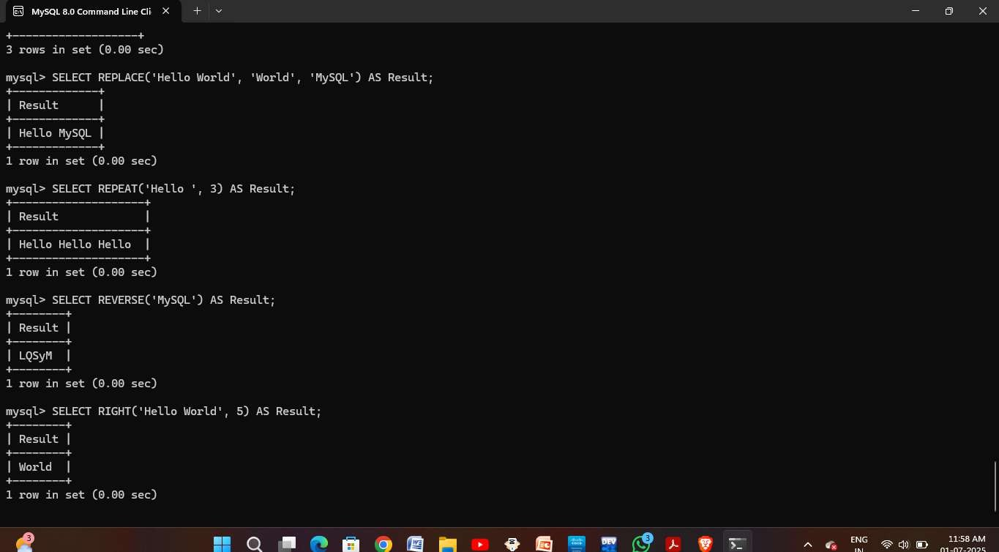 MySQL 8.0 Command Line Cli
+-------------------+
3 rows in set (0.00 sec)
mysql> SELECT REPLACE('Hello World', 'World', 'MySQL') AS Result;
+-------------+
| Result      |
+-------------+
| Hello MySQL |
+-------------+
1 row in set (0.00 sec)
mysql> SELECT REPEAT('Hello ', 3) AS Result;
+--------------------+
| Result             |
+--------------------+
| Hello Hello Hello  |
+--------------------+
1 row in set (0.00 sec)
mysql> SELECT REVERSE('MySQL') AS Result;
+--------+
| Result |
+--------+
| LQSyM  |
+--------+
1 row in set (0.00 sec)
mysql> SELECT RIGHT('Hello World', 5) AS Result;
+--------+
| Result |
+--------+
| World  |
+--------+
1 row in set (0.00 sec)
3
DEV
3
ENG
IN
11:58 AM
01-07-2025